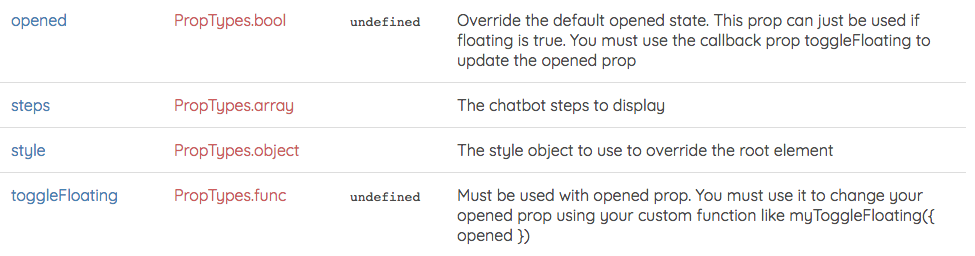 opened PropTypes.bool undefined Override the default opened state. This prop can just be used if
floating is true. You must use the callback prop toggleFloating to
update the opened prop
steps PropTypes.array The chatbot steps to display
style PropTypes.object The style object to use to override the root element
toggleFloating PropTypes.func undefined Must be used with opened prop. You must use it to change your
opened prop using your custom function like myToggleFloating({
opened })